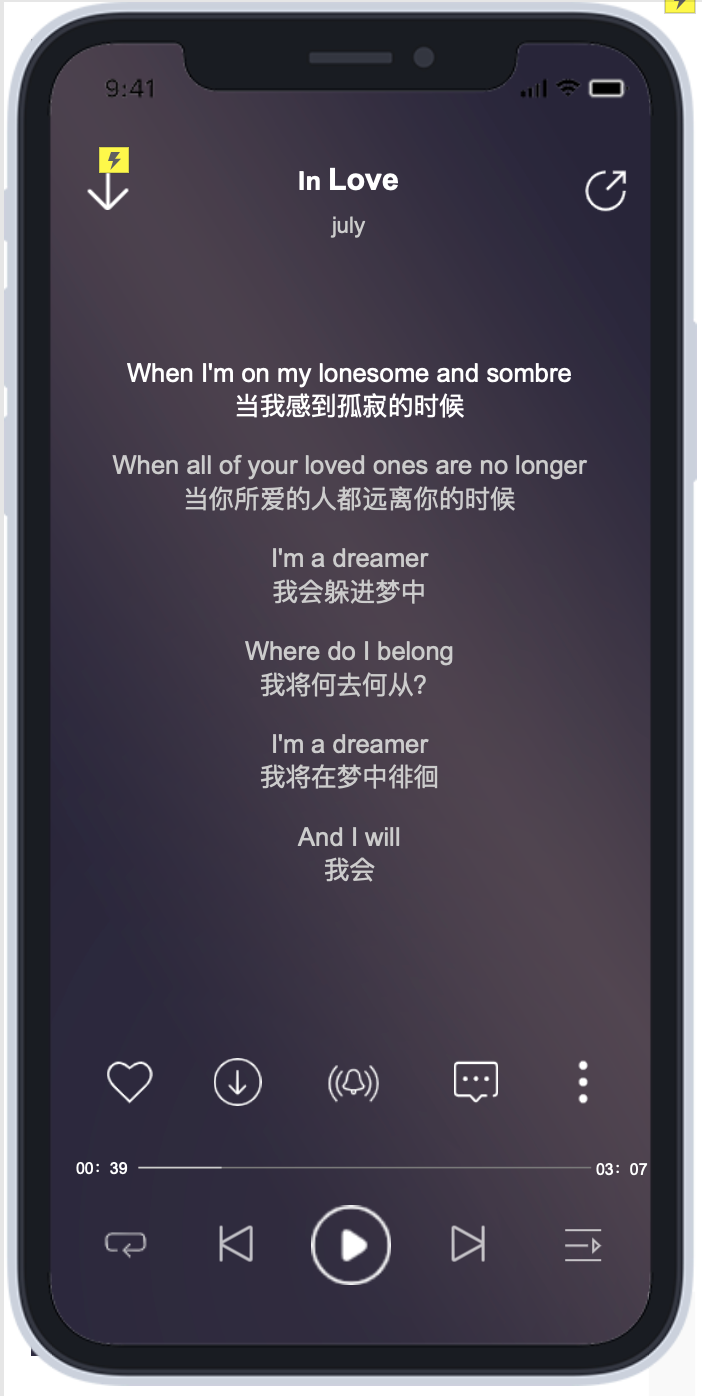 9:41
In Love
july
When I'm on my lonesome and sombre
当我感到孤寂的时候
When all of your loved ones are no longer
当你所爱的人都远离你的时候
I'm a dreamer
我会躲进梦中
Where do I belong
我将何去何从?
I'm a dreamer
我将在梦中徘徊
And I will
我会
00：39 03：07